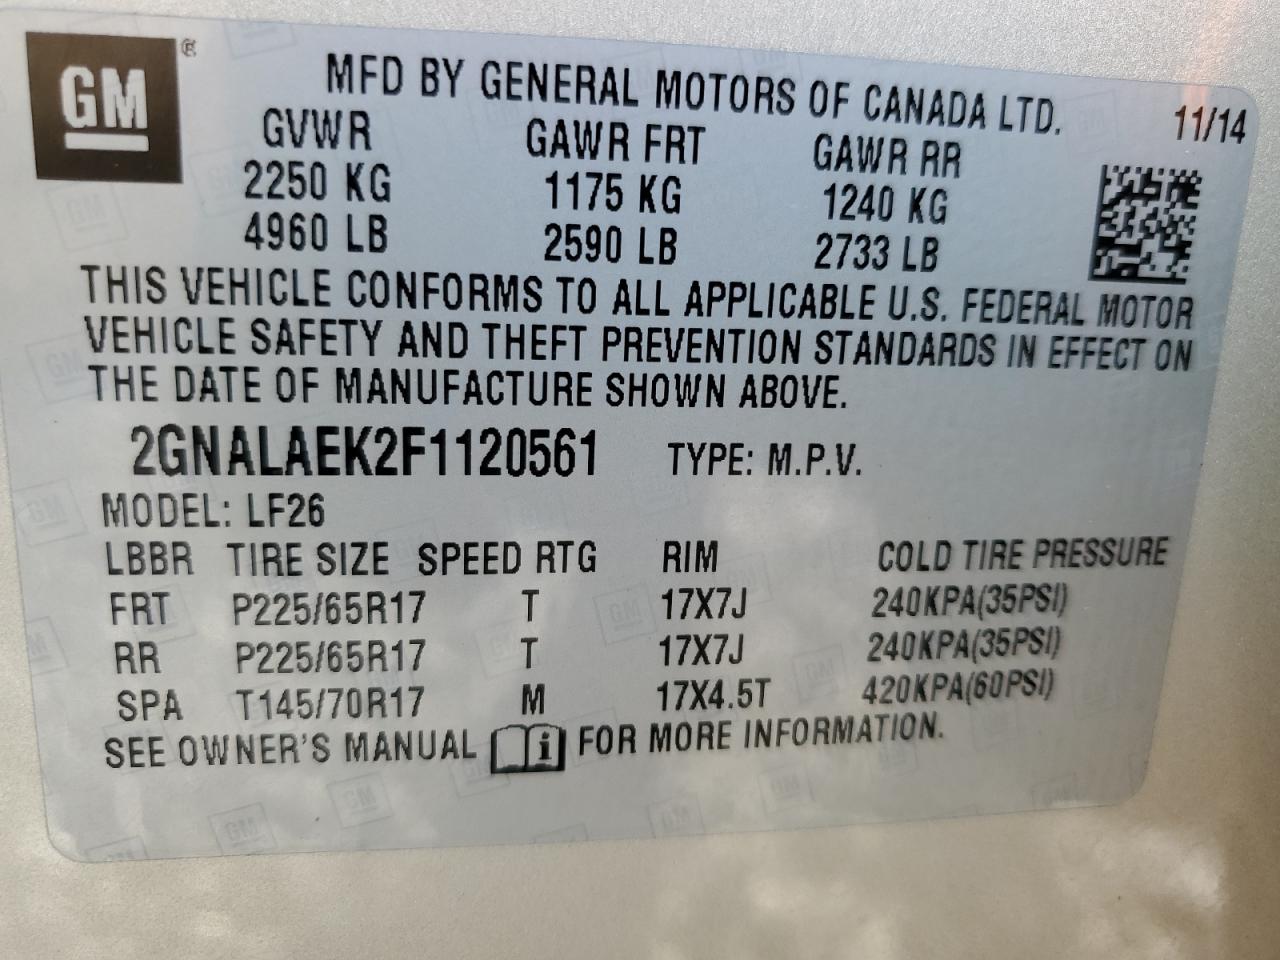 GM ®
MFD BY GENERAL MOTORS OF CANADA LTD. 11/14
GVWR GAWR FRT GAWR RR
2250 KG 1175 KG 1240 KG
4960 LB 2590 LB 2733 LB
THIS VEHICLE CONFORMS TO ALL APPLICABLE U.S. FEDERAL MOTOR
VEHICLE SAFETY AND THEFT PREVENTION STANDARDS IN EFFECT ON
THE DATE OF MANUFACTURE SHOWN ABOVE.
2GNALAEK2F1120561 TYPE: M.P.V.
MODEL: LF26
LBBR TIRE SIZE SPEED RTG RIM COLD TIRE PRESSURE
FRT P225/65R17 T 17X7J 240KPA(35PSI)
RR P225/65R17 T 17X7J 240KPA(35PSI)
SPA T145/70R17 M 17X4.5T 420KPA(60PSI)
SEE OWNER'S MANUAL i FOR MORE INFORMATION.